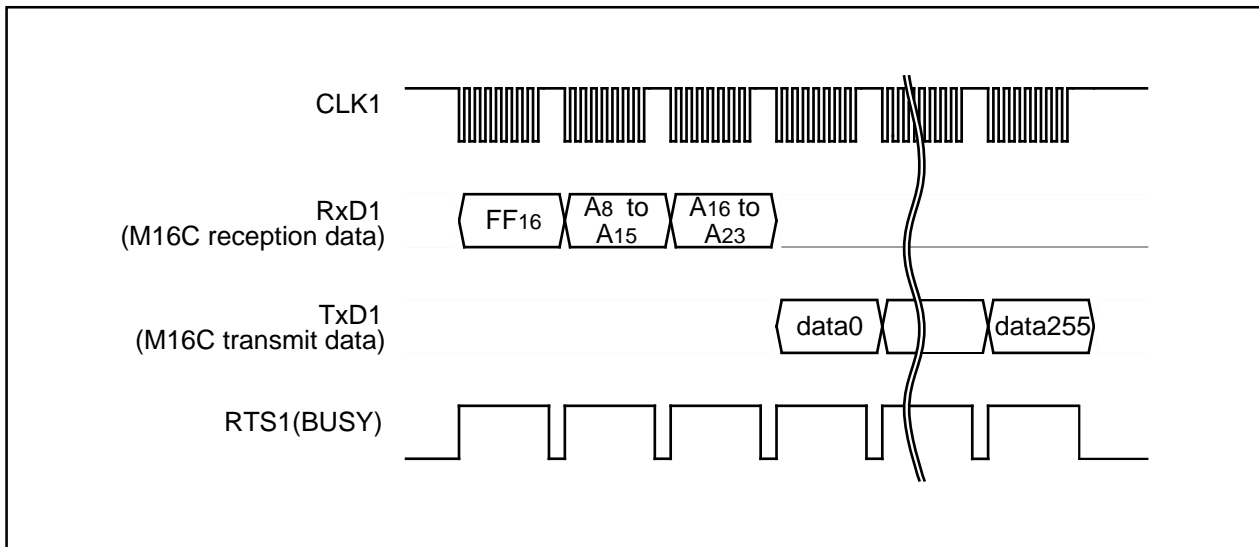 CLK1
RxD1
(M16C reception data)
FF16
A8 to
A15
A16 to
A23
TxD1
(M16C transmit data)
data0
data255
RTS1(BUSY)